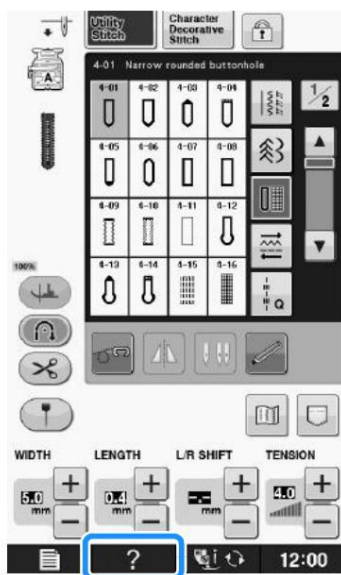 Utility
Stitch
Character
Decorative
Stitch
A
4-01 Narrow rounded buttonhole
1/2
4-01 4-02 4-03 4-04
4-05 4-06 4-07 4-08
4-09 4-10 4-11 4-12
4-13 4-14 4-15 4-16
Q
100%
WIDTH LENGTH L/R SHIFT TENSION
5.0 mm 0.4 mm -.- mm 4.0
? i 12:00